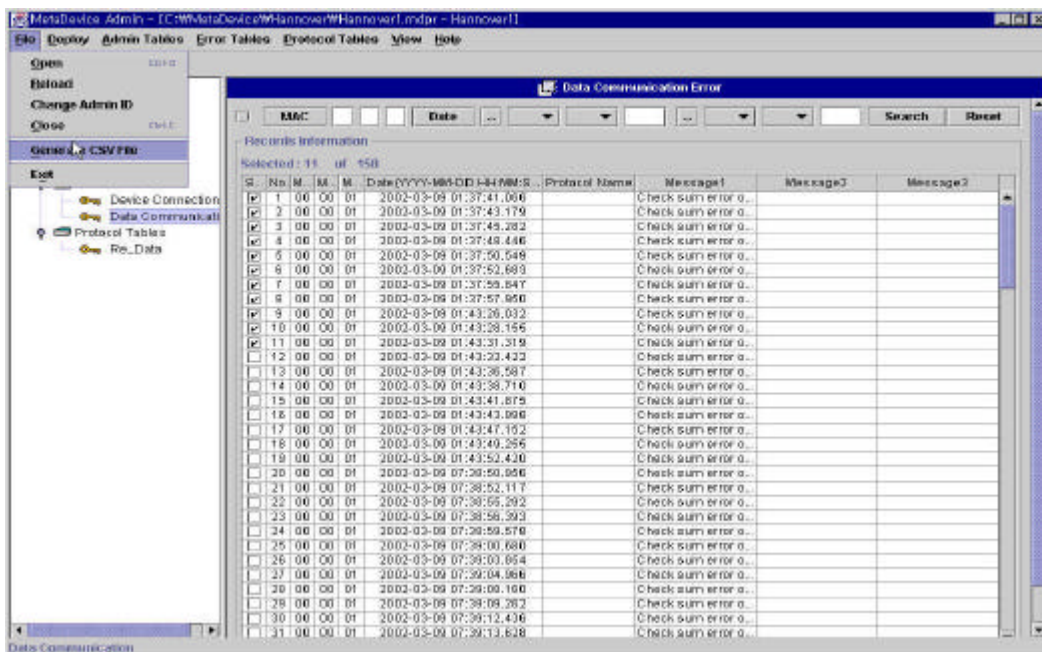 MetaDevice Admin - [C:₩MetaDevice₩Hannover₩Hannover1.mdpr - Hannover1]
File Deploy Admin Tables Error Tables Protocol Tables View Help
Open
Reload
Change Admin ID
Close
Generate CSV File
Exit
Device Connection
Data Communicati
Protocol Tables
Re_Data
Data Communication Error
MAC Date ... ... Search Reset
Records Information
Selected : 11 of 158
S... No M... M... M... Date(YYYY-MM-DD HH:MM:S... Protocol Name Message1 Message3 Message2
1 00 00 01 2002-03-09 01:37:41.066 Check sum error o...
2 00 00 01 2002-03-09 01:37:43.179 Check sum error o...
3 00 00 01 2002-03-09 01:37:45.282 Check sum error o...
4 00 00 01 2002-03-09 01:37:48.446 Check sum error o...
5 00 00 01 2002-03-09 01:37:50.549 Check sum error o...
6 00 00 01 2002-03-09 01:37:52.683 Check sum error o...
7 00 00 01 2002-03-09 01:37:55.847 Check sum error o...
8 00 00 01 2002-03-09 01:37:57.950 Check sum error o...
9 00 00 01 2002-03-09 01:43:26.032 Check sum error o...
10 00 00 01 2002-03-09 01:43:28.156 Check sum error o...
11 00 00 01 2002-03-09 01:43:31.319 Check sum error o...
12 00 00 01 2002-03-09 01:43:33.422 Check sum error o...
13 00 00 01 2002-03-09 01:43:36.587 Check sum error o...
14 00 00 01 2002-03-09 01:43:38.710 Check sum error o...
15 00 00 01 2002-03-09 01:43:41.875 Check sum error o...
16 00 00 01 2002-03-09 01:43:43.998 Check sum error o...
17 00 00 01 2002-03-09 01:43:47.152 Check sum error o...
18 00 00 01 2002-03-09 01:43:49.266 Check sum error o...
19 00 00 01 2002-03-09 01:43:52.420 Check sum error o...
20 00 00 01 2002-03-09 07:38:50.956 Check sum error o...
21 00 00 01 2002-03-09 07:38:52.117 Check sum error o...
22 00 00 01 2002-03-09 07:38:55.292 Check sum error o...
23 00 00 01 2002-03-09 07:38:56.393 Check sum error o...
24 00 00 01 2002-03-09 07:38:59.578 Check sum error o...
25 00 00 01 2002-03-09 07:39:00.680 Check sum error o...
26 00 00 01 2002-03-09 07:39:03.854 Check sum error o...
27 00 00 01 2002-03-09 07:39:04.966 Check sum error o...
28 00 00 01 2002-03-09 07:39:08.160 Check sum error o...
29 00 00 01 2002-03-09 07:39:09.262 Check sum error o...
30 00 00 01 2002-03-09 07:39:12.436 Check sum error o...
31 00 00 01 2002-03-09 07:39:13.628 Check sum error o...
Data Communication